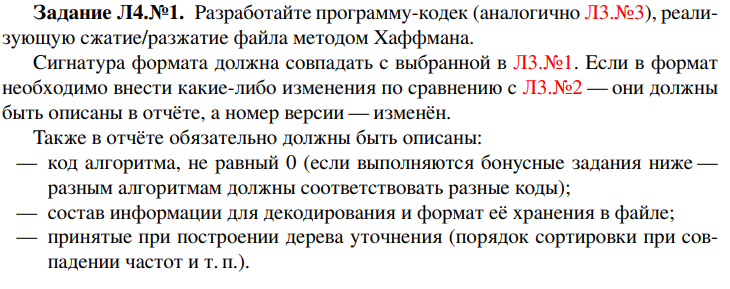 Задание Л4.№1. Разработайте программу-кодек (аналогично Л3.№3), реали-
зующую сжатие/разжатие файла методом Хаффмана.
Сигнатура формата должна совпадать с выбранной в Л3.№1. Если в формат
необходимо внести какие-либо изменения по сравнению с Л3.№2 — они должны
быть описаны в отчёте, а номер версии — изменён.
Также в отчёте обязательно должны быть описаны:
— код алгоритма, не равный 0 (если выполняются бонусные задания ниже —
разным алгоритмам должны соответствовать разные коды);
— состав информации для декодирования и формат её хранения в файле;
— принятые при построении дерева уточнения (порядок сортировки при сов-
падении частот и т. п.).